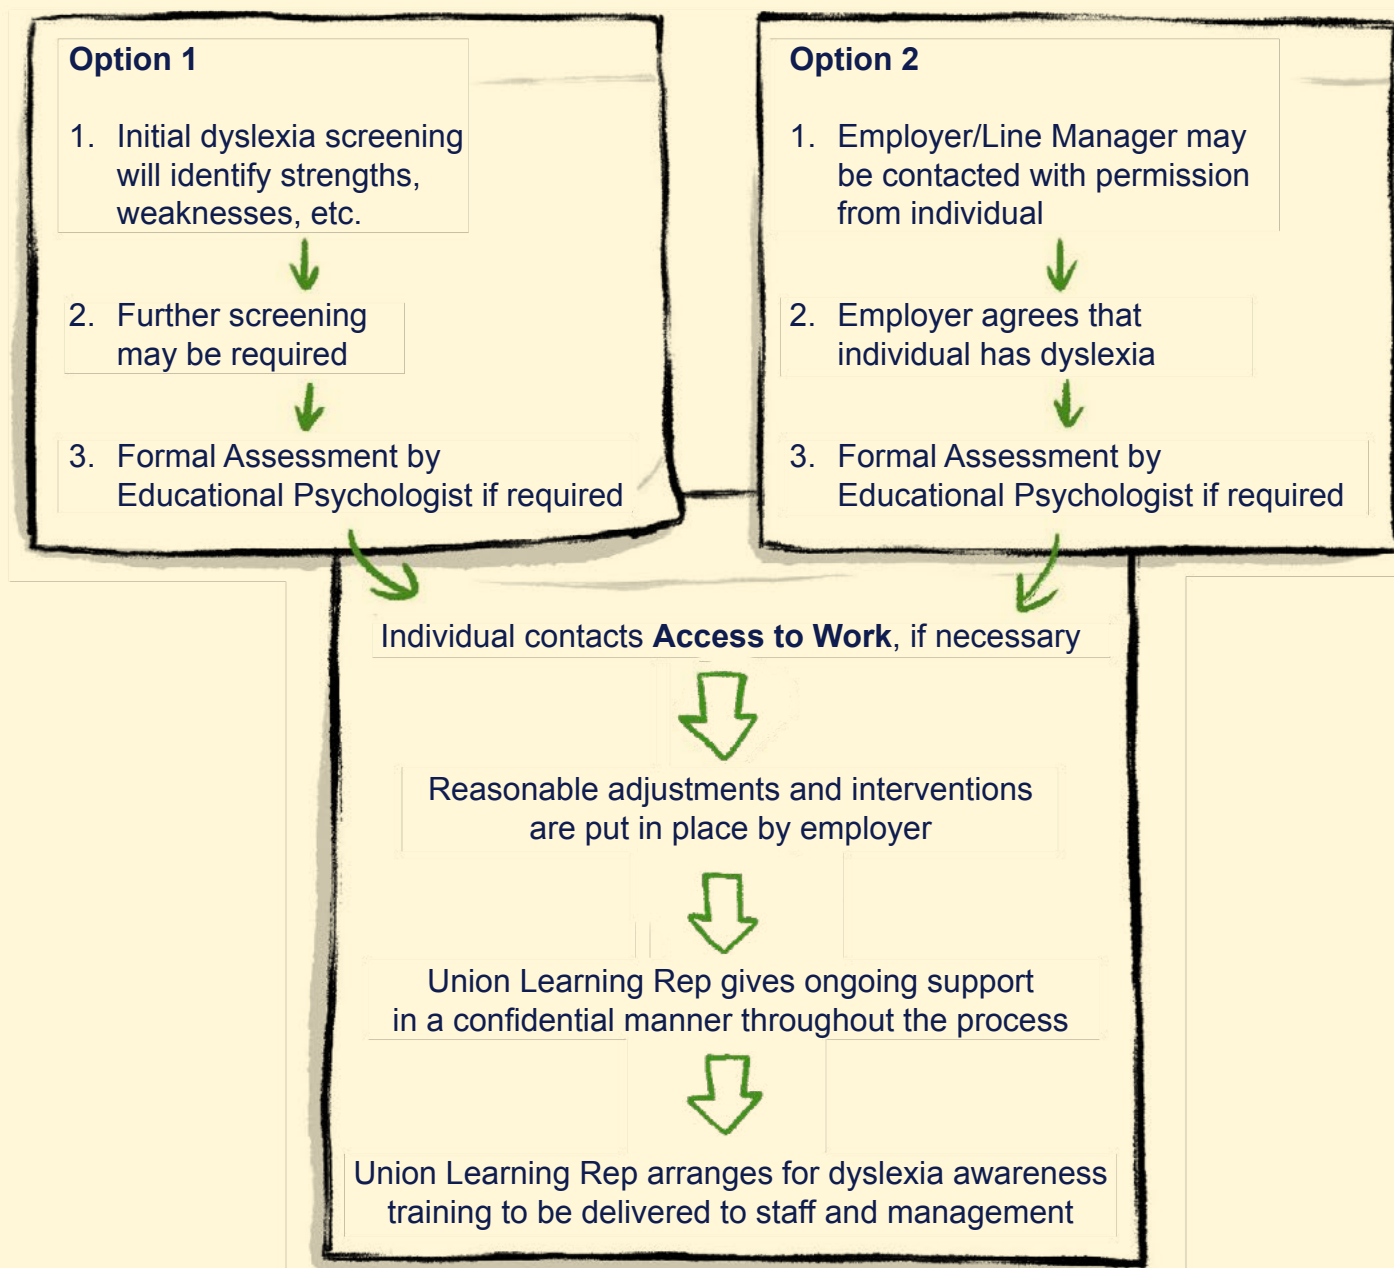 Option 1
1. Initial dyslexia screening
will identify strengths,
weaknesses, etc.
2. Further screening
may be required
3. Formal Assessment by
Educational Psychologist if required
Option 2
1. Employer/Line Manager may
be contacted with permission
from individual
2. Employer agrees that
individual has dyslexia
3. Formal Assessment by
Educational Psychologist if required
Individual contacts Access to Work, if necessary
Reasonable adjustments and interventions
are put in place by employer
Union Learning Rep gives ongoing support
in a confidential manner throughout the process
Union Learning Rep arranges for dyslexia awareness
training to be delivered to staff and management